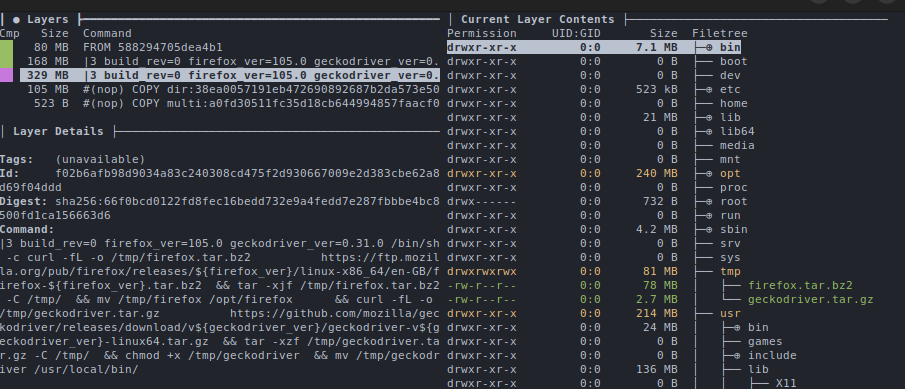 ● Layers
Cmp Size Command
80 MB FROM 588294705dea4b1
168 MB |3 build_rev=0 firefox_ver=105.0 geckodriver_ver=0.
329 MB |3 build_rev=0 firefox_ver=105.0 geckodriver_ver=0.
105 MB #(nop) COPY dir:38ea0057191eb472690892687b2da573e50
523 B #(nop) COPY multi:a0fd30511fc35d18cb644994857faacf0
Layer Details
Tags: (unavailable)
Id: f02b6afb98d9034a83c240308cd475f2d930667009e2d383cbe62a8
d69f04ddd
Digest: sha256:66f0bcd0122fd8fec16bedd732e9a4fedd7e287fbbbe4bc8
500fd1ca156663d6
Command:
|3 build_rev=0 firefox_ver=105.0 geckodriver_ver=0.31.0 /bin/sh
-c curl -fL -o /tmp/firefox.tar.bz2 https://ftp.mozil
la.org/pub/firefox/releases/${firefox_ver}/linux-x86_64/en-GB/f
irefox-${firefox_ver}.tar.bz2 && tar -xjf /tmp/firefox.tar.bz2
-C /tmp/ && mv /tmp/firefox /opt/firefox && curl -fL -o
/tmp/geckodriver.tar.gz https://github.com/mozilla/gec
kodriver/releases/download/v${geckodriver_ver}/geckodriver-v${g
eckodriver_ver}-linux64.tar.gz && tar -xzf /tmp/geckodriver.ta
r.gz -C /tmp/ && chmod +x /tmp/geckodriver && mv /tmp/geckodr
iver /usr/local/bin/
Current Layer Contents
Permission UID:GID Size Filetree
drwxr-xr-x 0:0 7.1 MB ├─⊕ bin
drwxr-xr-x 0:0 0 B ├── boot
drwxr-xr-x 0:0 0 B ├── dev
drwxr-xr-x 0:0 523 kB ├─⊕ etc
drwxr-xr-x 0:0 0 B ├── home
drwxr-xr-x 0:0 21 MB ├─⊕ lib
drwxr-xr-x 0:0 0 B ├─⊕ lib64
drwxr-xr-x 0:0 0 B ├── media
drwxr-xr-x 0:0 0 B ├── mnt
drwxr-xr-x 0:0 240 MB ├─⊕ opt
drwxr-xr-x 0:0 0 B ├── proc
drwx------ 0:0 732 B ├─⊕ root
drwxr-xr-x 0:0 0 B ├─⊕ run
drwxr-xr-x 0:0 4.2 MB ├─⊕ sbin
drwxr-xr-x 0:0 0 B ├── srv
drwxr-xr-x 0:0 0 B ├── sys
drwxrwxrwx 0:0 81 MB ├── tmp
-rw-r--r-- 0:0 78 MB │ ├── firefox.tar.bz2
-rw-r--r-- 0:0 2.7 MB │ └── geckodriver.tar.gz
drwxr-xr-x 0:0 214 MB ├── usr
drwxr-xr-x 0:0 24 MB │ ├─⊕ bin
drwxr-xr-x 0:0 0 B │ ├── games
drwxr-xr-x 0:0 0 B │ ├─⊕ include
drwxr-xr-x 0:0 136 MB │ ├── lib
drwxr-xr-x 0:0 0 B │ │ ├── X11